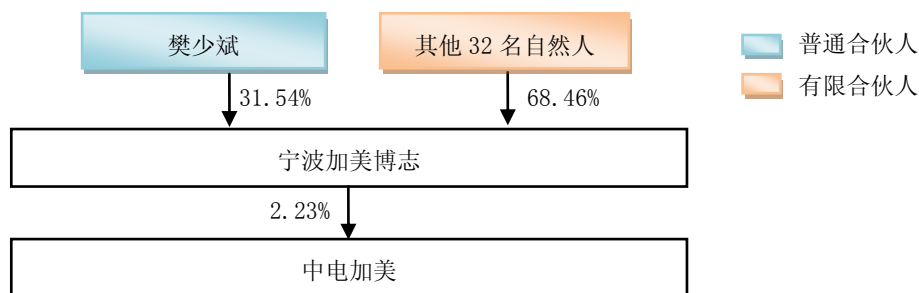 樊少斌
其他 32 名自然人
普通合伙人
有限合伙人
31.54%
68.46%
宁波加美博志
2.23%
中电加美